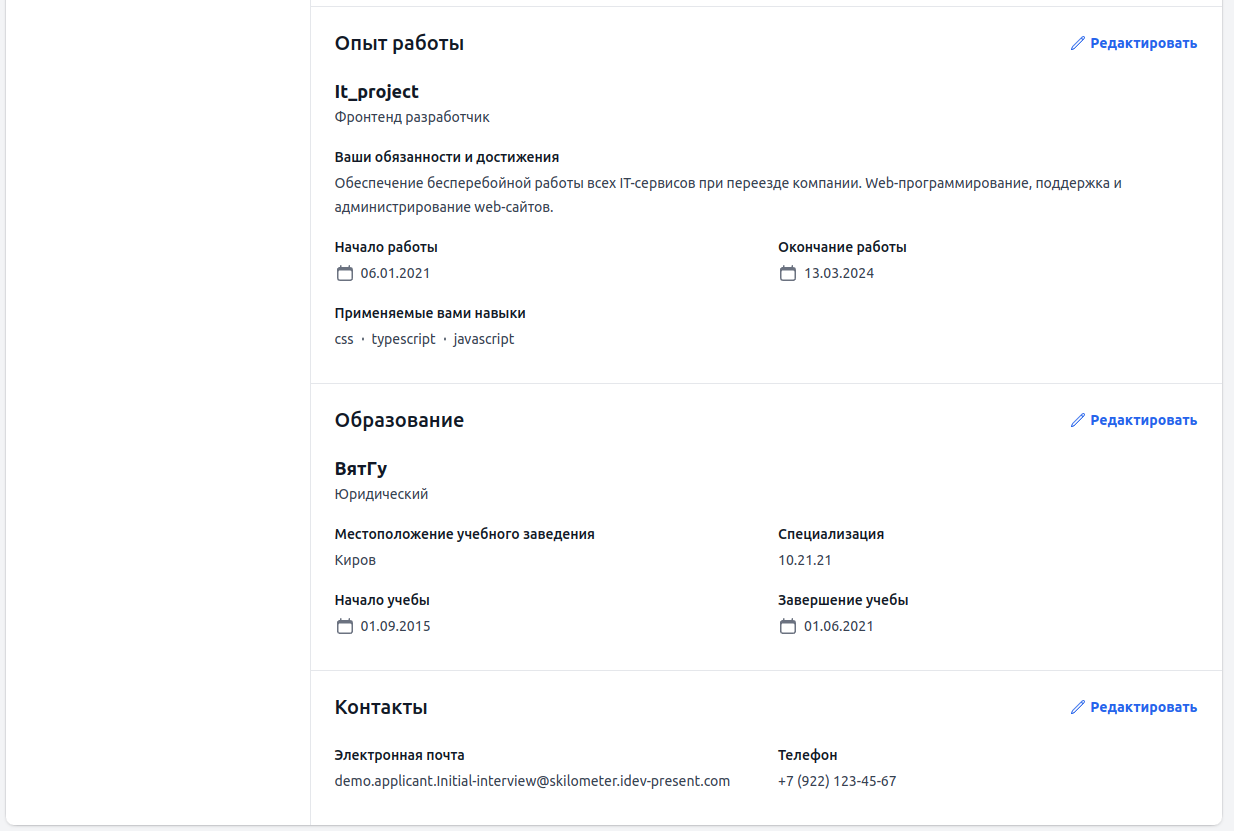 Опыт работы
Редактировать
It_project
Фронтенд разработчик
Ваши обязанности и достижения
Обеспечение бесперебойной работы всех IT-сервисов при переезде компании. Web-программирование, поддержка и
администрирование web-сайтов.
Начало работы
Окончание работы
06.01.2021
13.03.2024
Применяемые вами навыки
css · typescript · javascript
Образование
Редактировать
ВятГу
Юридический
Местоположение учебного заведения
Специализация
Киров
10.21.21
Начало учебы
Завершение учебы
01.09.2015
01.06.2021
Контакты
Редактировать
Электронная почта
Телефон
demo.applicant.Initial-interview@skilometer.idev-present.com
+7 (922) 123-45-67